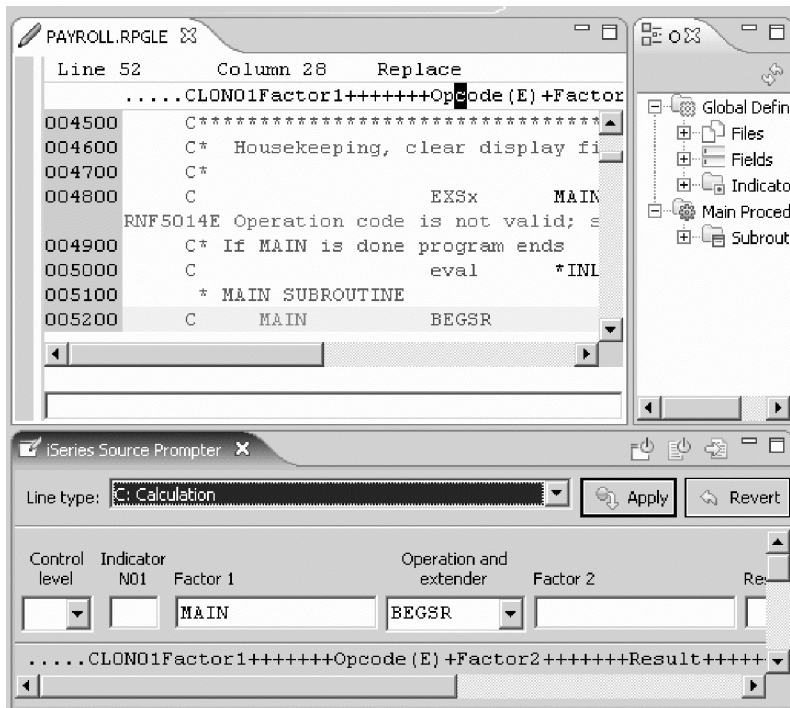 PAYROLL.RPGLE
Line 52 Column 28 Replace
.....CL0N01Factor1+++++++Opcode(E)+Factor
004500 C**********************************
004600 C* Housekeeping, clear display fi
004700 C*
004800 C EXSx MAIN
RNF5014E Operation code is not valid; s
004900 C* If MAIN is done program ends
005000 C eval *INL
005100 * MAIN SUBROUTINE
005200 C MAIN BEGSR
O
Global Defin
Files
Fields
Indicato
Main Proced
Subrout
iSeries Source Prompter
Line type: C: Calculation Apply Revert
Control level Indicator N01 Factor 1 Operation and extender Factor 2 Re
MAIN BEGSR
.....CL0N01Factor1+++++++Opcode(E)+Factor2+++++++Result+++++